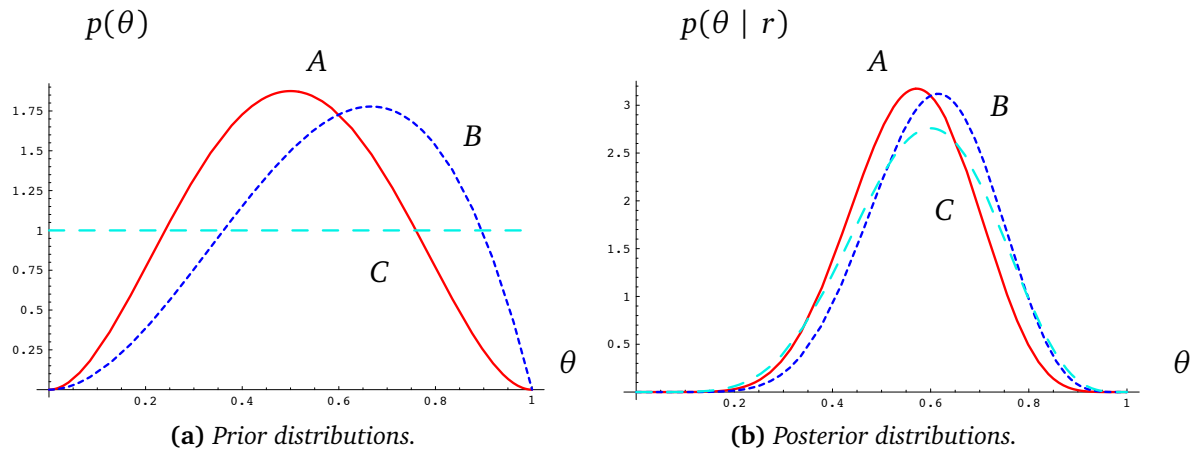 p(θ)
A
B
C
1.75
1.5
1.25
1
0.75
0.5
0.25
0.2
0.4
0.6
0.8
1
θ
(a) Prior distributions.
p(θ | r)
A
B
C
3
2.5
2
1.5
1
0.5
0.2
0.4
0.6
0.8
1
θ
(b) Posterior distributions.